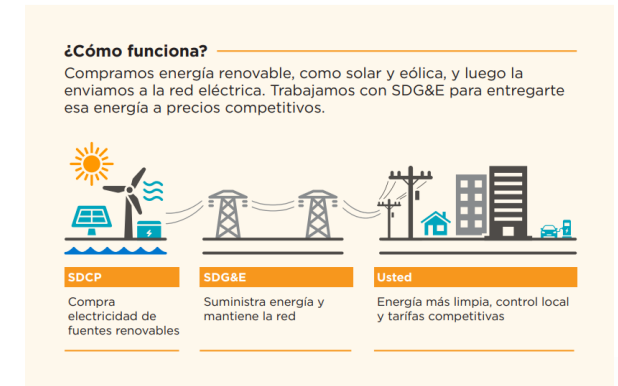 ¿Cómo funciona?
Compramos energía renovable, como solar y eólica, y luego la
enviamos a la red eléctrica. Trabajamos con SDG&E para entregarte
esa energía a precios competitivos.
SDCP
Compra
electricidad de
fuentes renovables
SDG&E
Suministra energía y
mantiene la red
Usted
Energía más limpia, control local
y tarífas competitivas